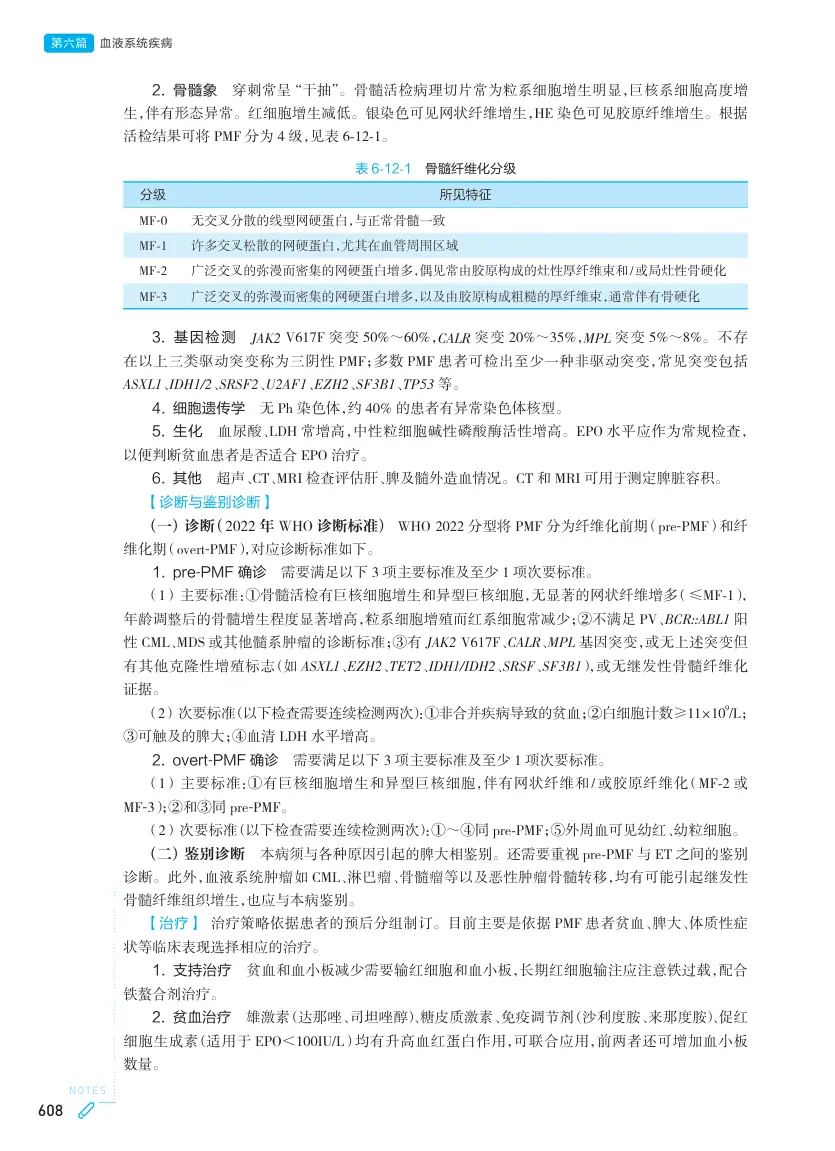 第六篇 血液系统疾病
2. 骨髓象 穿刺常呈 “干抽”。骨髓活检病理切片常为粒系细胞增生明显,巨核系细胞高度增
生,伴有形态异常。红细胞增生减低。银染色可见网状纤维增生,HE 染色可见胶原纤维增生。根据
活检结果可将 PMF 分为 4 级,见表 6-12-1。
表 6-12-1 骨髓纤维化分级
分级 所见特征
MF-0 无交叉分散的线型网硬蛋白,与正常骨髓一致
MF-1 许多交叉松散的网硬蛋白,尤其在血管周围区域
MF-2 广泛交叉的弥漫而密集的网硬蛋白增多,偶见常由胶原构成的灶性厚纤维束和/或局灶性骨硬化
MF-3 广泛交叉的弥漫而密集的网硬蛋白增多,以及由胶原构成粗糙的厚纤维束,通常伴有骨硬化
3. 基因检测 JAK2 V617F 突变 50%～60%,CALR 突变 20%～35%,MPL 突变 5%～8%。不存
在以上三类驱动突变称为三阴性 PMF;多数 PMF 患者可检出至少一种非驱动突变,常见突变包括
ASXL1、IDH1/2、SRSF2、U2AF1、EZH2、SF3B1、TP53 等。
4. 细胞遗传学 无 Ph 染色体,约 40% 的患者有异常染色体核型。
5. 生化 血尿酸、LDH 常增高,中性粒细胞碱性磷酸酶活性增高。EPO 水平应作为常规检查,
以便判断贫血患者是否适合 EPO 治疗。
6. 其他 超声、CT、MRI 检查评估肝、脾及髓外造血情况。CT 和 MRI 可用于测定脾脏容积。
【诊断与鉴别诊断】
(一) 诊断(2022 年 WHO 诊断标准) WHO 2022 分型将 PMF 分为纤维化前期(pre-PMF)和纤
维化期(overt-PMF),对应诊断标准如下。
1. pre-PMF 确诊 需要满足以下 3 项主要标准及至少 1 项次要标准。
(1) 主要标准:①骨髓活检有巨核细胞增生和异型巨核细胞,无显著的网状纤维增多(≤MF-1),
年龄调整后的骨髓增生程度显著增高,粒系细胞增殖而红系细胞常减少;②不满足 PV、BCR::ABL1 阳
性 CML、MDS 或其他髓系肿瘤的诊断标准;③有 JAK2 V617F、CALR、MPL 基因突变,或无上述突变但
有其他克隆性增殖标志(如 ASXL1、EZH2、TET2、IDH1/IDH2、SRSF、SF3B1),或无继发性骨髓纤维化
证据。
(2) 次要标准(以下检查需要连续检测两次):①非合并疾病导致的贫血;②白细胞计数≥11×10⁹/L;
③可触及的脾大;④血清 LDH 水平增高。
2. overt-PMF 确诊 需要满足以下 3 项主要标准及至少 1 项次要标准。
(1) 主要标准:①有巨核细胞增生和异型巨核细胞,伴有网状纤维和/或胶原纤维化(MF-2 或
MF-3);②和③同 pre-PMF。
(2) 次要标准(以下检查需要连续检测两次):①～④同 pre-PMF;⑤外周血可见幼红、幼粒细胞。
(二) 鉴别诊断 本病须与各种原因引起的脾大相鉴别。还需要重视 pre-PMF 与 ET 之间的鉴别
诊断。此外,血液系统肿瘤如 CML、淋巴瘤、骨髓瘤等以及恶性肿瘤骨髓转移,均有可能引起继发性
骨髓纤维组织增生,也应与本病鉴别。
【治疗】 治疗策略依据患者的预后分组制订。目前主要是依据 PMF 患者贫血、脾大、体质性症
状等临床表现选择相应的治疗。
1. 支持治疗 贫血和血小板减少需要输红细胞和血小板,长期红细胞输注应注意铁过载,配合
铁螯合剂治疗。
2. 贫血治疗 雄激素(达那唑、司坦唑醇)、糖皮质激素、免疫调节剂(沙利度胺、来那度胺)、促红
细胞生成素(适用于 EPO＜100IU/L)均有升高血红蛋白作用,可联合应用,前两者还可增加血小板
数量。
NOTES
608